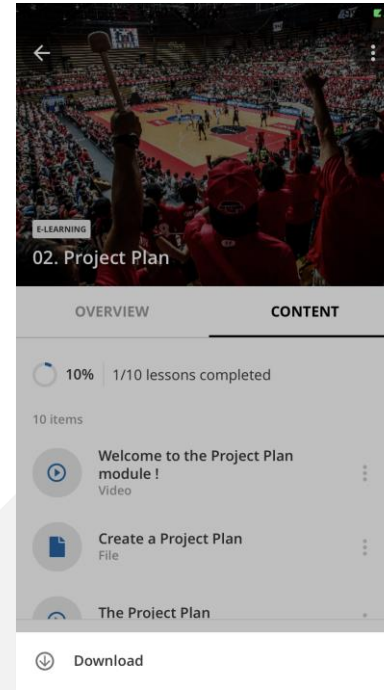 E-LEARNING
02. Project Plan
OVERVIEW
CONTENT
10%
1/10 lessons completed
10 items
Welcome to the Project Plan
module !
Video
Create a Project Plan
File
The Project Plan
Download